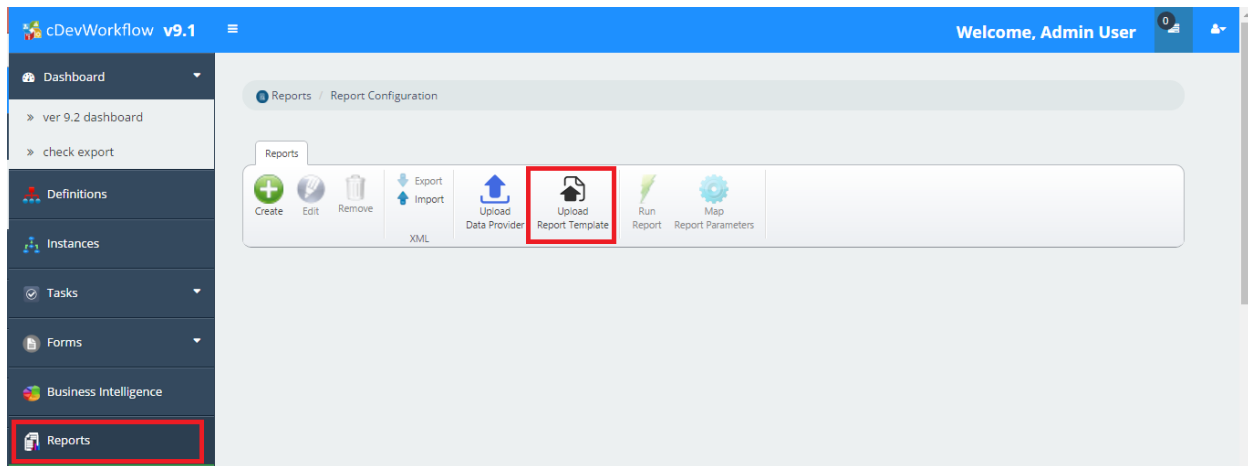 cDevWorkflow v9.1
Welcome, Admin User
0
Dashboard
» ver 9.2 dashboard
» check export
Definitions
Instances
Tasks
Forms
Business Intelligence
Reports
Reports / Report Configuration
Reports
Create
Edit
Remove
Export
Import
XML
Upload
Data Provider
Upload
Report Template
Run
Report
Map
Report Parameters